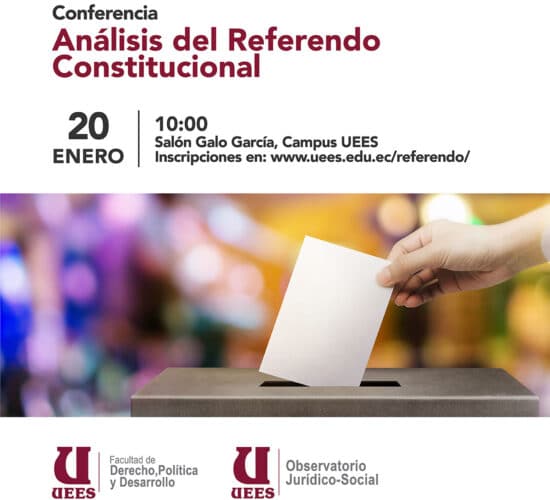 Conferencia
Análisis del Referendo
Constitucional
20
ENERO
10:00
Salón Galo García, Campus UEES
Inscripciones en: www.uees.edu.ec/referendo/
UEES
Facultad de
Derecho,Política
y Desarrollo
UEES
Observatorio
Jurídico-Social